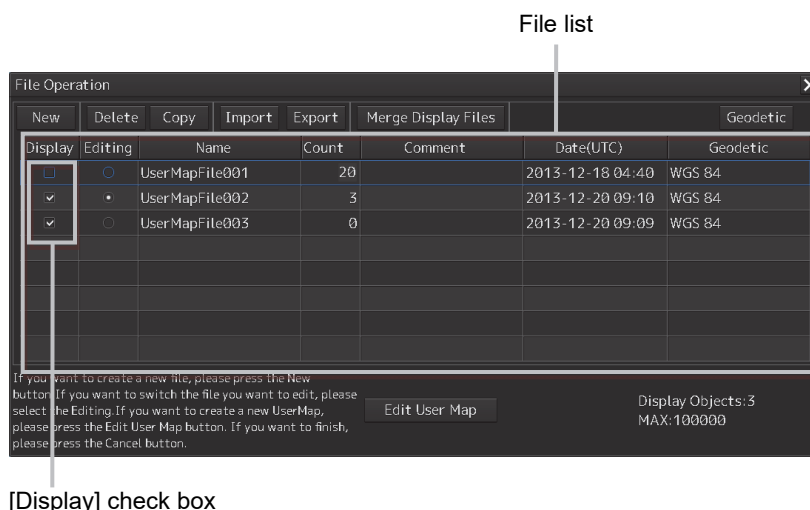 File list
File Operation
New Delete Copy Import Export Merge Display Files Geodetic
Display Editing Name Count Comment Date(UTC) Geodetic
UserMapFile001 20 2013-12-18 04:40 WGS 84
UserMapFile002 3 2013-12-20 09:10 WGS 84
UserMapFile003 0 2013-12-20 09:09 WGS 84
If you want to create a new file, please press the New
button.If you want to switch the file you want to edit, please
select the Editing.If you want to create a new UserMap,
please press the Edit User Map button. If you want to finish,
please press the Cancel button.
Edit User Map
Display Objects:3
MAX:100000
[Display] check box